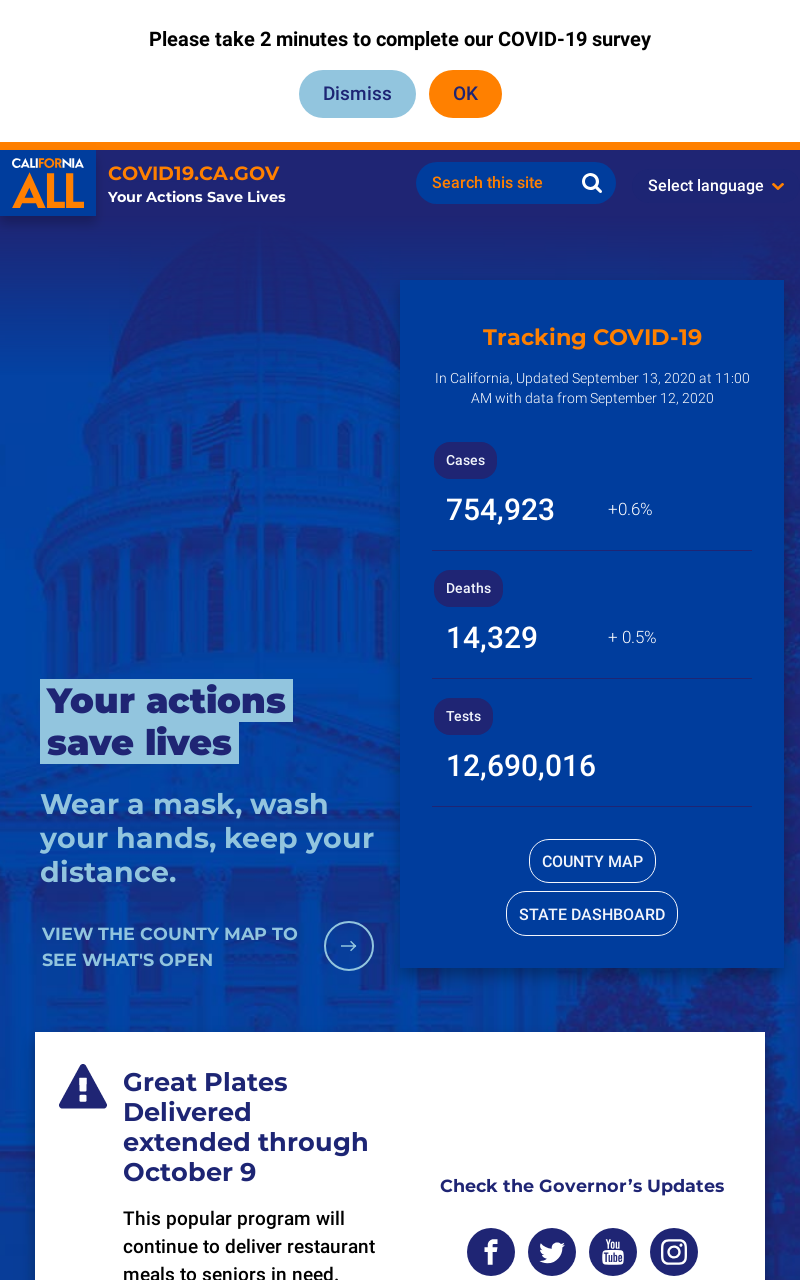 Please take 2 minutes to complete our COVID-19 survey
Dismiss
OK
CALIFORNIA
ALL
COVID19.CA.GOV
Your Actions Save Lives
Search this site
Select language
Tracking COVID-19
In California, Updated September 13, 2020 at 11:00
AM with data from September 12, 2020
Cases
754,923
+0.6%
Deaths
14,329
+ 0.5%
Tests
12,690,016
COUNTY MAP
STATE DASHBOARD
Your actions
save lives
Wear a mask, wash
your hands, keep your
distance.
VIEW THE COUNTY MAP TO
SEE WHAT'S OPEN
Great Plates
Delivered
extended through
October 9
This popular program will
continue to deliver restaurant
meals to seniors in need.
Check the Governor’s Updates
You
Tube